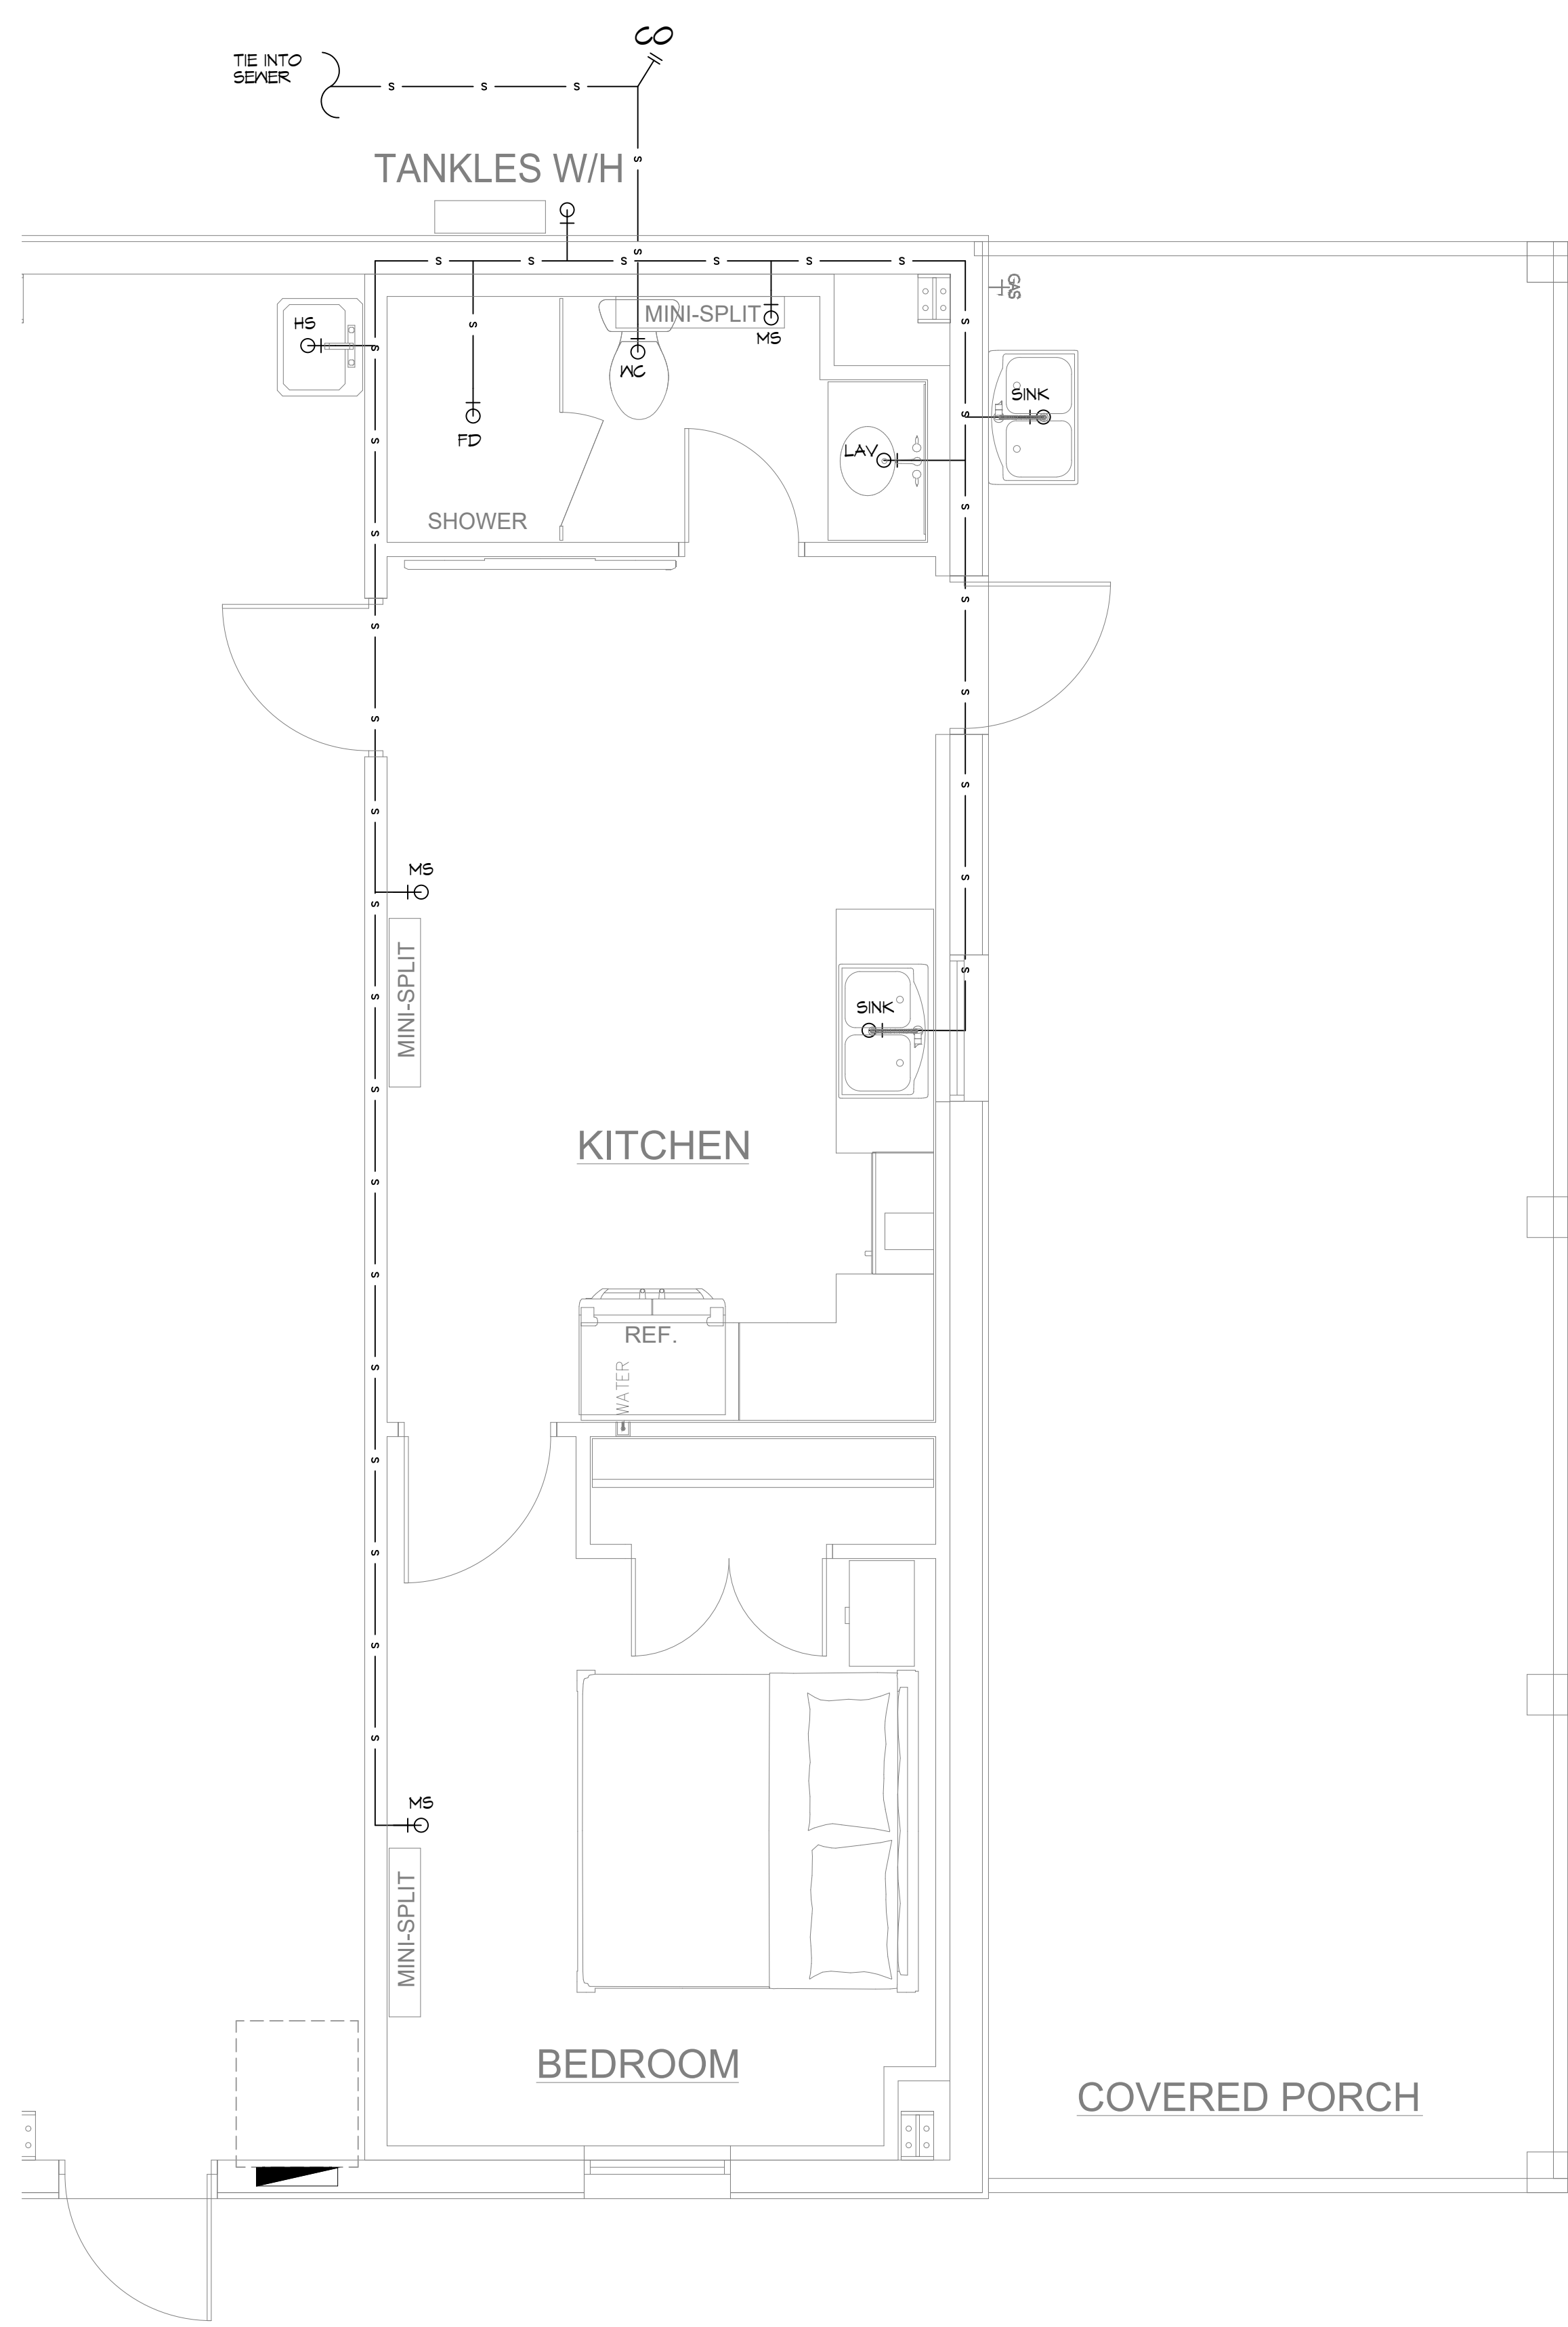 CO
TIE INTO
SEWER
S S S
TANKLES W/H
S
S
S S S S S S
GAS
MINI-SPLIT
HS
S
S
MS
S
WC
SINK
S
FD
S
LAV
SHOWER
S
S
S
S
S
S
S
S
MS
S
S
MINI-SPLIT
S
S
SINK
S
KITCHEN
S
S
REF.
WATER
S
S
S
S
S
MS
MINI-SPLIT
BEDROOM
COVERED PORCH